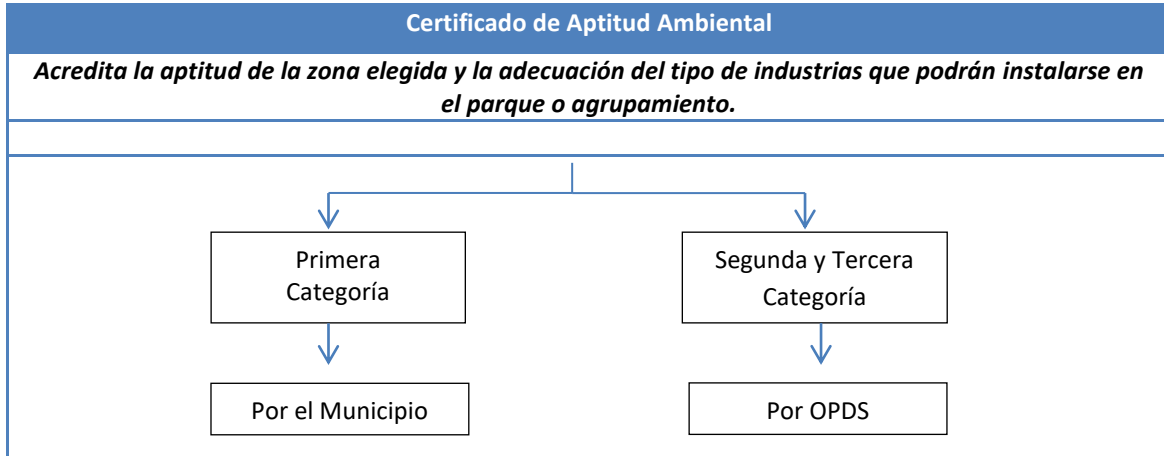 Certificado de Aptitud Ambiental
Acredita la aptitud de la zona elegida y la adecuación del tipo de industrias que podrán instalarse en
el parque o agrupamiento.
Primera
Categoría
Segunda y Tercera
Categoría
Por el Municipio
Por OPDS